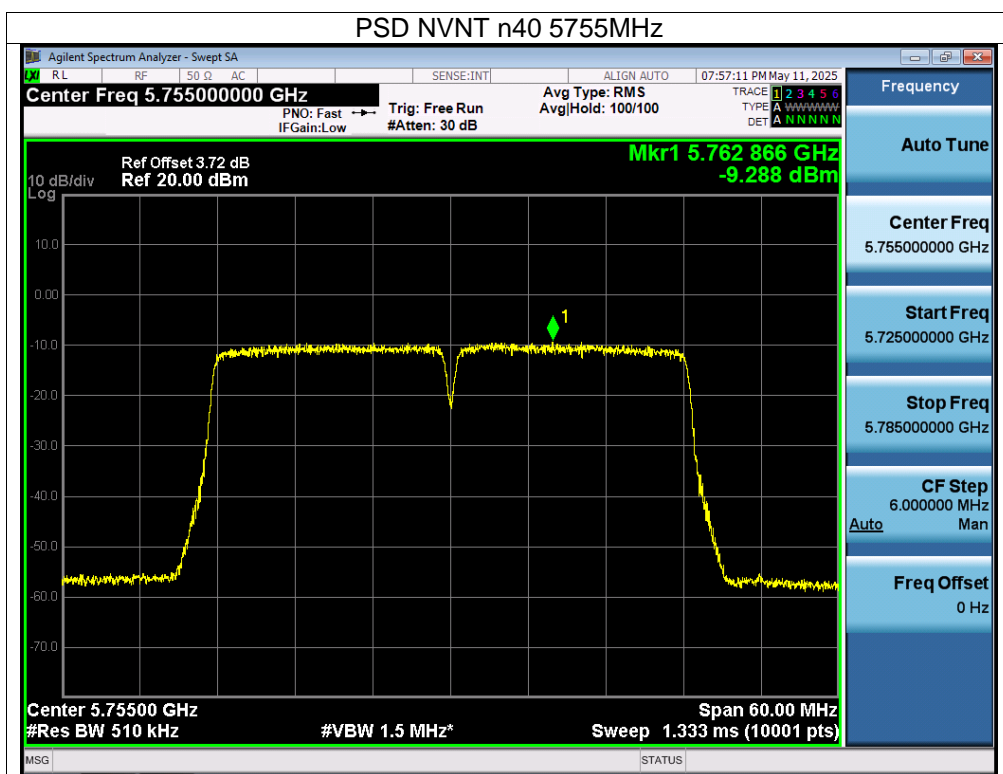 PSD NVNT n40 5755MHz
Agilent Spectrum Analyzer - Swept SA
LXI RL RF 50 Ω AC SENSE:INT ALIGN AUTO 07:57:11 PM May 11, 2025
Center Freq 5.755000000 GHz
PNO: Fast
IFGain:Low
Trig: Free Run
#Atten: 30 dB
Avg Type: RMS
Avg|Hold: 100/100
TRACE 1 2 3 4 5 6
TYPE A WWWWW
DET A N N N N N
Ref Offset 3.72 dB
10 dB/div Ref 20.00 dBm
Log
Mkr1 5.762 866 GHz
-9.288 dBm
10.0
0.00
-10.0
-20.0
-30.0
-40.0
-50.0
-60.0
-70.0
1
Center 5.75500 GHz Span 60.00 MHz
#Res BW 510 kHz #VBW 1.5 MHz* Sweep 1.333 ms (10001 pts)
MSG STATUS
Frequency
Auto Tune
Center Freq
5.755000000 GHz
Start Freq
5.725000000 GHz
Stop Freq
5.785000000 GHz
CF Step
6.000000 MHz
Auto Man
Freq Offset
0 Hz